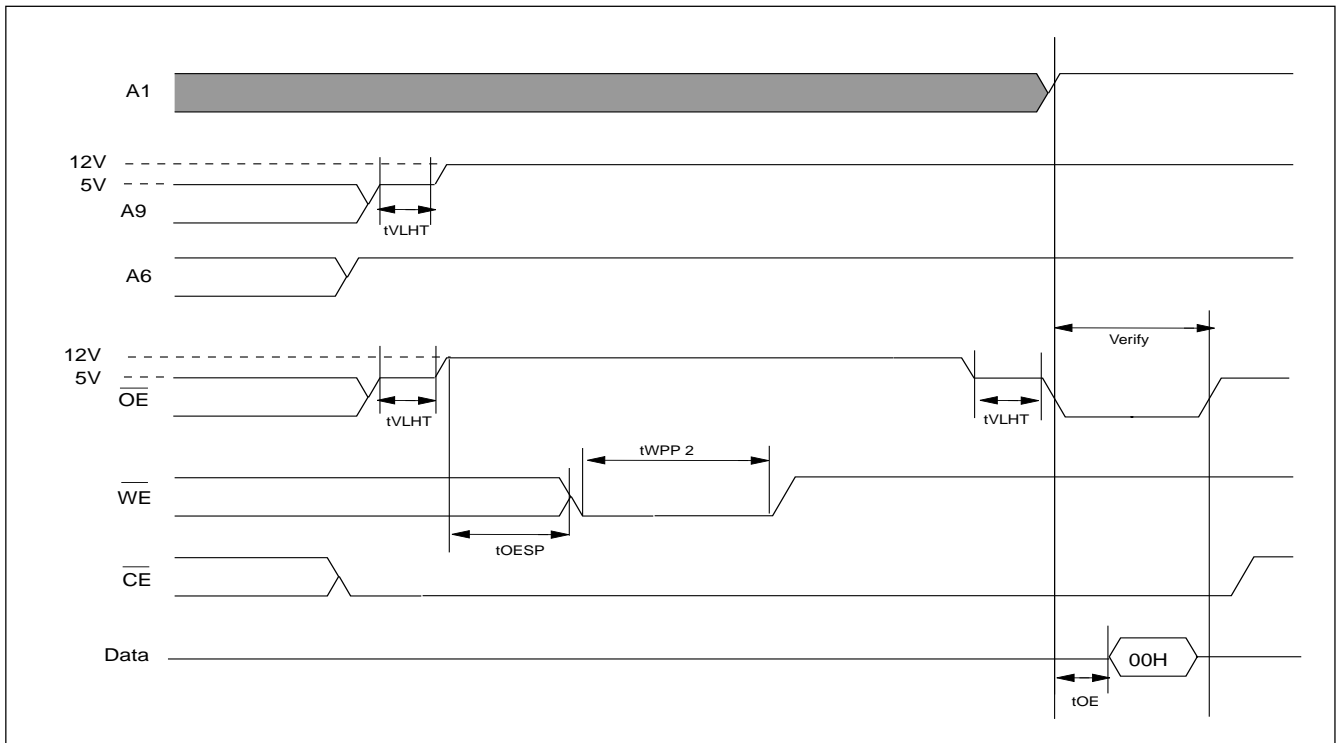 A1
12V
5V
A9
tVLHT
A6
Verify
12V
5V
OE
tVLHT
tVLHT
tWPP 2
WE
tOESP
CE
Data
00H
tOE